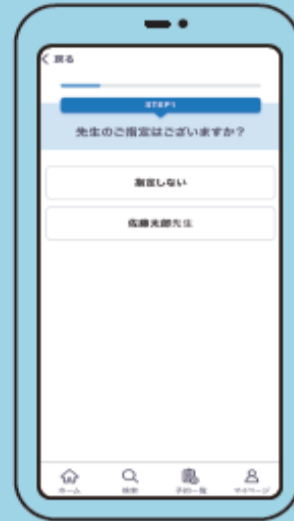 戻る
STEP1
先生のご指定はございますか？
指定しない
佐藤太郎先生
ホーム
検索
予約一覧
マイページ